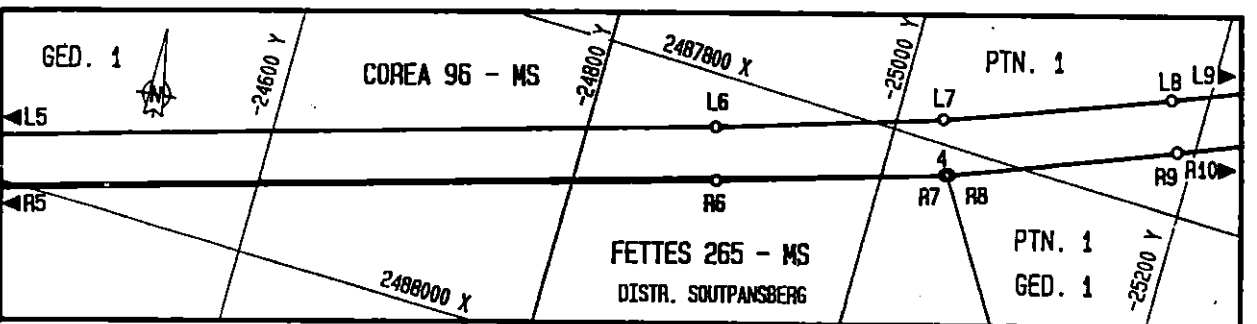 GED. 1
N
COREA 96 - MS
-24600 Y
-24800 Y
2487800 X
-25000 Y
PTN. 1
L5
L6
L7
L8
L9
R5
R6
4
R7
R8
R9
R10
FETTES 265 - MS
DISTR. SOUTPANSBERG
PTN. 1
GED. 1
2488000 X
-25200 Y